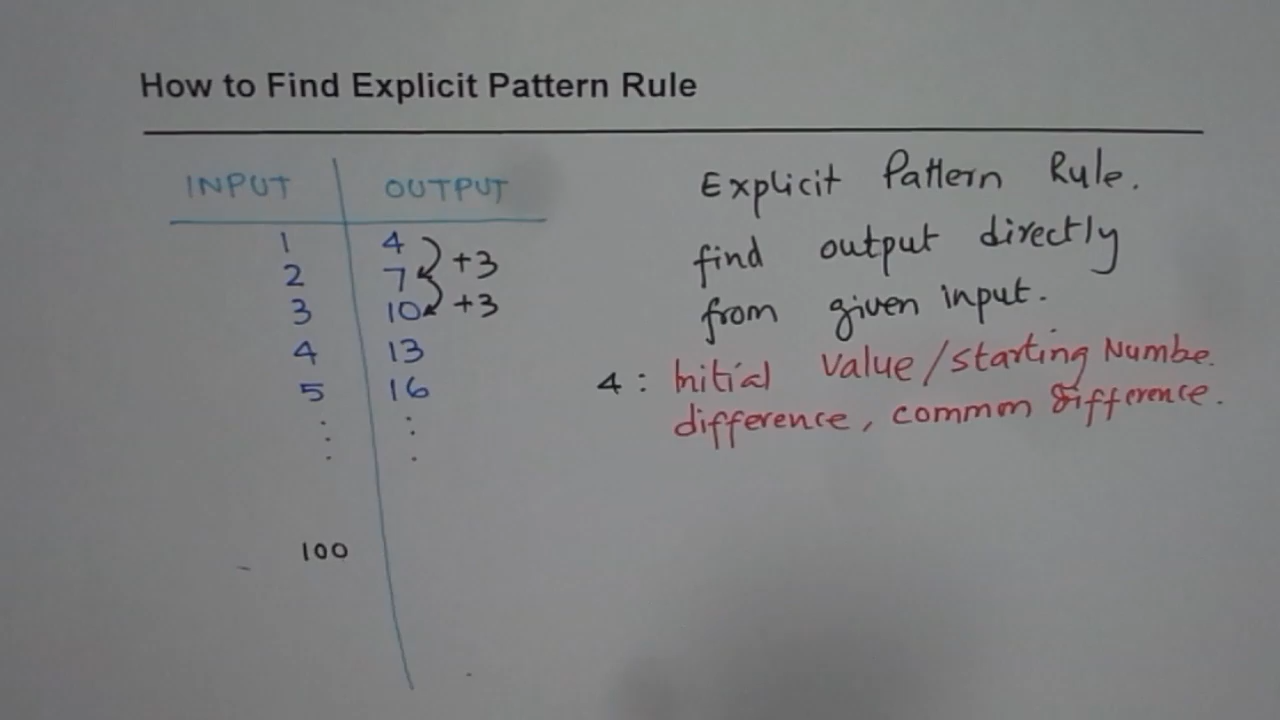 How to Find Explicit Pattern Rule
INPUT OUTPUT
1 4
2 7
3 10
4 13
5 16
+3
+3
100
Explicit Pattern Rule.
find output directly
from given input.
4 : Initial Value/Starting Numbe.
difference, common difference.